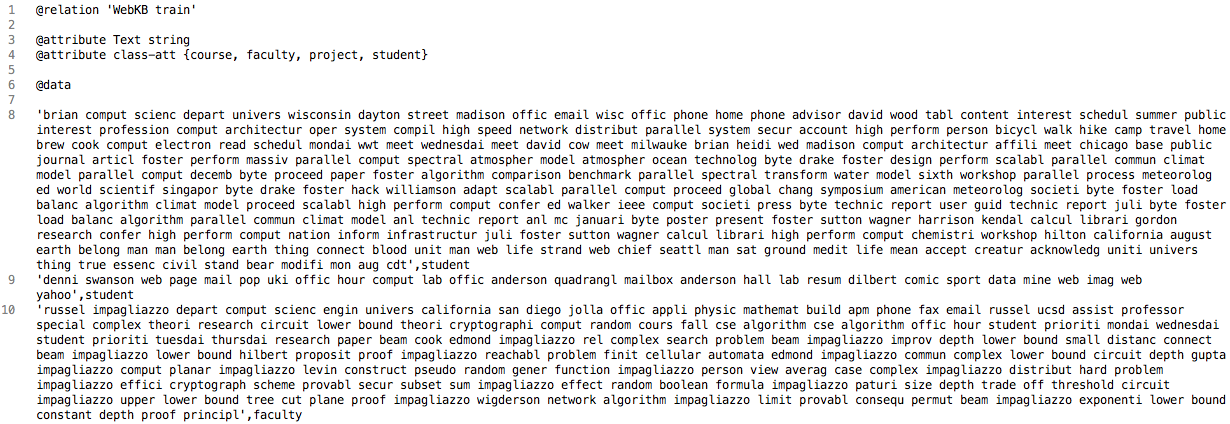 1 @relation 'WebKB train'
2
3 @attribute Text string
4 @attribute class-att {course, faculty, project, student}
5
6 @data
7
8 'brian comput scienc depart univers wisconsin dayton street madison offic email wisc offic phone home phone advisor david wood tabl content interest schedul summer public
interest profession comput architectur oper system compil high speed network distribut parallel system secur account high perform person bicycl walk hike camp travel home
brew cook comput electron read schedul mondai wwt meet wednesdai meet david cow meet milwauke brian heidi wed madison comput architectur affili meet chicago base public
journal articl foster perform massiv parallel comput spectral atmospher model atmospher ocean technolog byte drake foster design perform scalabl parallel commun climat
model parallel comput decemb byte proceed paper foster algorithm comparison benchmark parallel spectral transform water model sixth workshop parallel process meteorolog
ed world scientif singapor byte drake foster hack williamson adapt scalabl parallel comput proceed global chang symposium american meteorolog societi byte foster load
balanc algorithm climat model proceed scalabl high perform comput confer ed walker ieee comput societi press byte technic report user guid technic report juli byte foster
load balanc algorithm parallel commun climat model anl technic report anl mc januari byte poster present foster sutton wagner harrison kendal calcul librari gordon
research confer high perform comput nation inform infrastructur juli foster sutton wagner calcul librari high perform comput chemistri workshop hilton california august
earth belong man man belong earth thing connect blood unit man web life strand web chief seattl man sat ground medit life mean accept creatur acknowledg uniti univers
thing true essenc civil stand bear modifi mon aug cdt',student
9 'denni swanson web page mail pop uki offic hour comput lab offic anderson quadrangl mailbox anderson hall lab resum dilbert comic sport data mine web imag web
yahoo',student
10 'russel impagliazzo depart comput scienc engin univers california san diego jolla offic appli physic mathemat build apm phone fax email russel ucsd assist professor
special complex theori research circuit lower bound theori cryptographi comput random cours fall cse algorithm cse algorithm offic hour student prioriti mondai wednesdai
student prioriti tuesdai thursdai research paper beam cook edmond impagliazzo rel complex search problem beam impagliazzo improv depth lower bound small distanc connect
beam impagliazzo lower bound hilbert proposit proof impagliazzo reachabl problem finit cellular automata edmond impagliazzo commun complex lower bound circuit depth gupta
impagliazzo comput planar impagliazzo levin construct pseudo random gener function impagliazzo person view averag case complex impagliazzo distribut hard problem
impagliazzo effici cryptograph scheme provabl secur subset sum impagliazzo effect random boolean formula impagliazzo paturi size depth trade off threshold circuit
impagliazzo upper lower bound tree cut plane proof impagliazzo wigderson network algorithm impagliazzo limit provabl consequ permut beam impagliazzo exponenti lower bound
constant depth proof principl',faculty